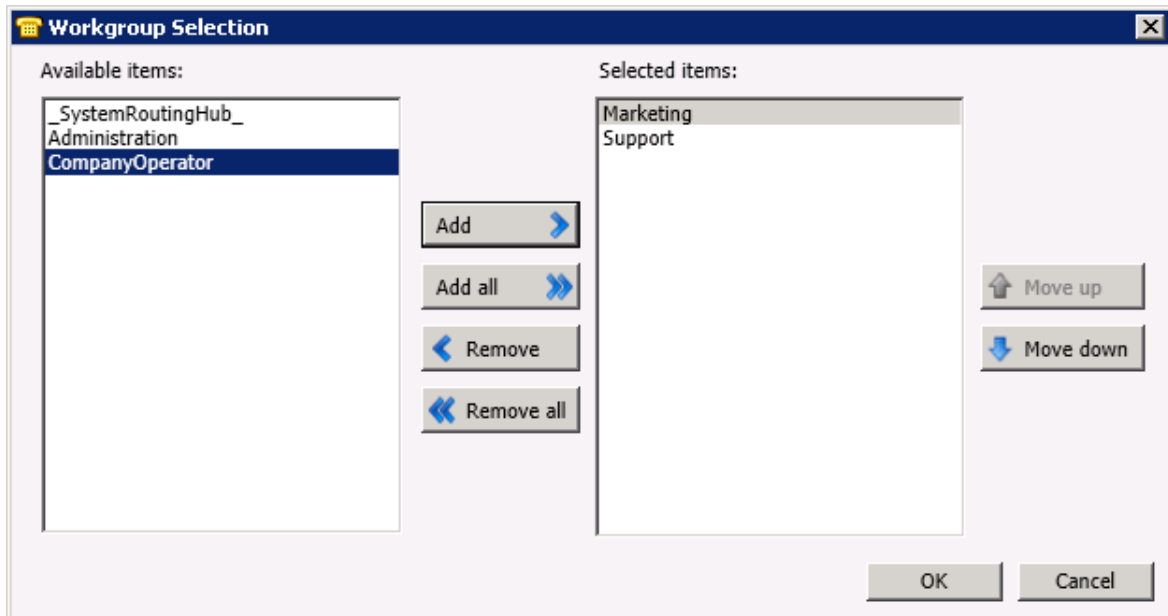 Workgroup Selection
Available items:
_SystemRoutingHub_
Administration
CompanyOperator
Add
Add all
Remove
Remove all
Selected items:
Marketing
Support
Move up
Move down
OK
Cancel